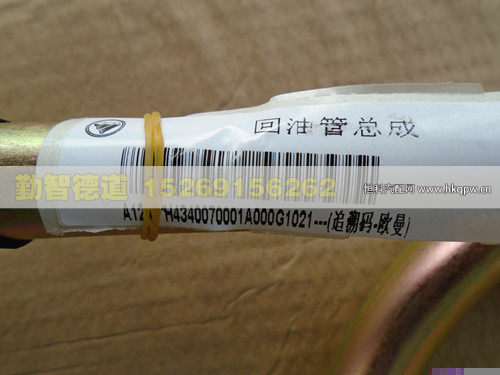 回油管总成
恒科汽配网 www.hkqpw.cn
勤智德道 15269156262
H4340070001A000G1021---(追溯码-欧曼)